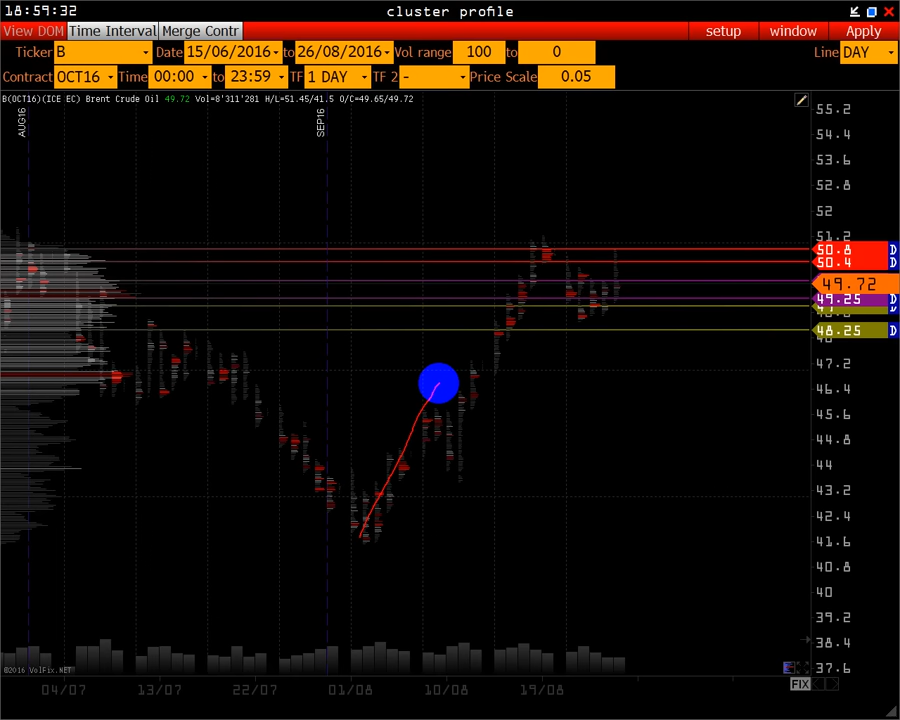 18:59:32 cluster profile
View DOM Time Interval Merge Contr setup window Apply
Ticker B Date 15/06/2016 to 26/08/2016 Vol range 100 to 0 Line DAY
Contract OCT16 Time 00:00 to 23:59 TF 1 DAY TF 2 - Price Scale 0.05
B(OCT16)(ICE EC) Brent Crude Oil 49.72 Vol=8'311'281 H/L=51.45/41.5 O/C=49.65/49.72
AUG16
SEP16
55.2
54.4
53.6
52.8
52
51.2
50.8 D
50.4 D
49.72
49.25 D
D
48.25 D
47.2
46.4
45.6
44.8
44
43.2
42.4
41.6
40.8
40
39.2
38.4
37.6
©2016 VolFix.NET
FIX
04/07 13/07 22/07 01/08 10/08 19/08